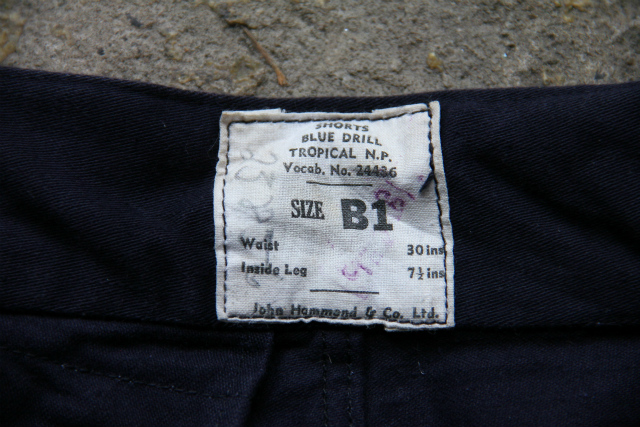 SHORTS
BLUE DRILL
TROPICAL N.P.
Vocab. No. 24436
SIZE B1
Waist 30 ins
Inside Leg 7½ ins
John Hammond & Co. Ltd.